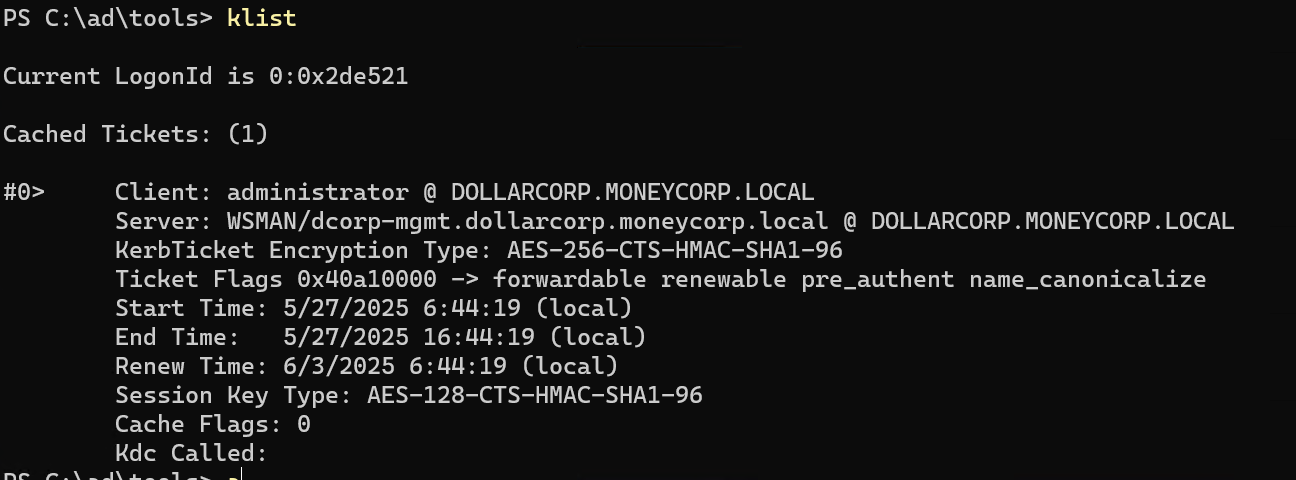 PS C:\ad\tools> klist
Current LogonId is 0:0x2de521
Cached Tickets: (1)
#0> Client: administrator @ DOLLARCORP.MONEYCORP.LOCAL
Server: WSMAN/dcorp-mgmt.dollarcorp.moneycorp.local @ DOLLARCORP.MONEYCORP.LOCAL
KerbTicket Encryption Type: AES-256-CTS-HMAC-SHA1-96
Ticket Flags 0x40a10000 -> forwardable renewable pre_authent name_canonicalize
Start Time: 5/27/2025 6:44:19 (local)
End Time: 5/27/2025 16:44:19 (local)
Renew Time: 6/3/2025 6:44:19 (local)
Session Key Type: AES-128-CTS-HMAC-SHA1-96
Cache Flags: 0
Kdc Called:
PS C:\ad\tools>